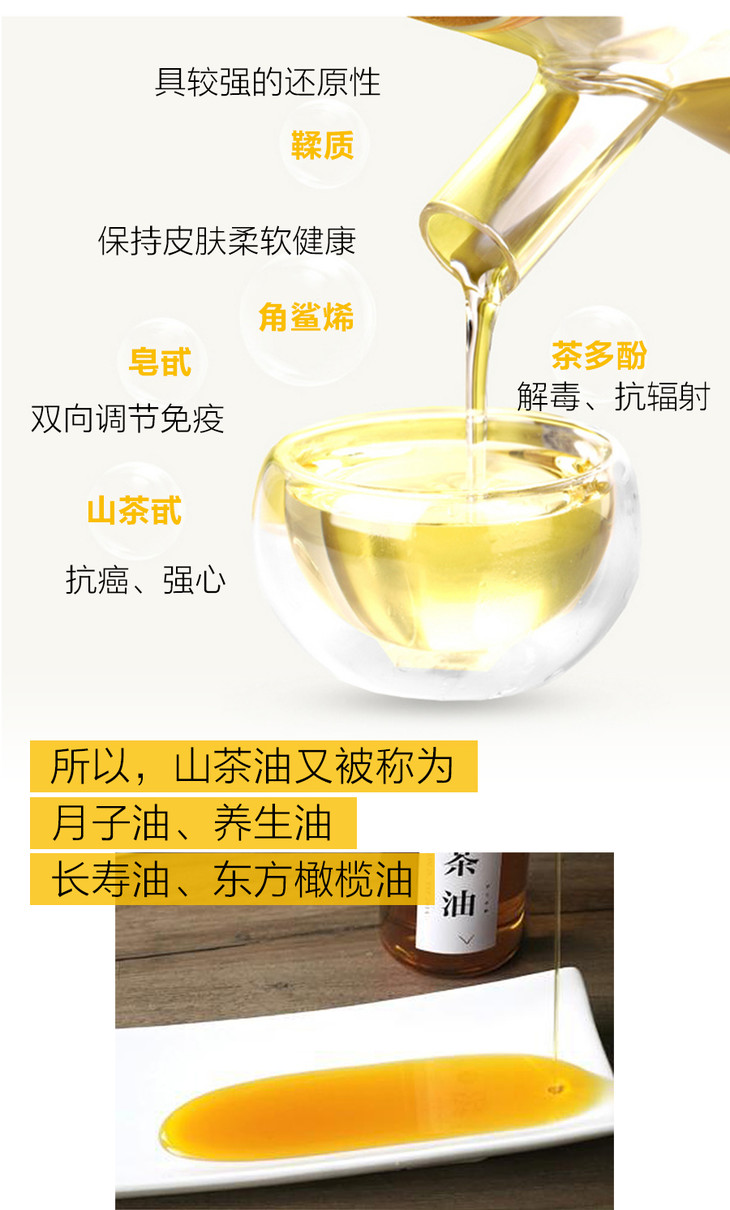 具较强的还原性
鞣质
保持皮肤柔软健康
角鲨烯
皂甙
双向调节免疫
茶多酚
解毒、抗辐射
山茶甙
抗癌、强心
所以，山茶油又被称为
月子油、养生油
长寿油、东方橄榄油
茶油